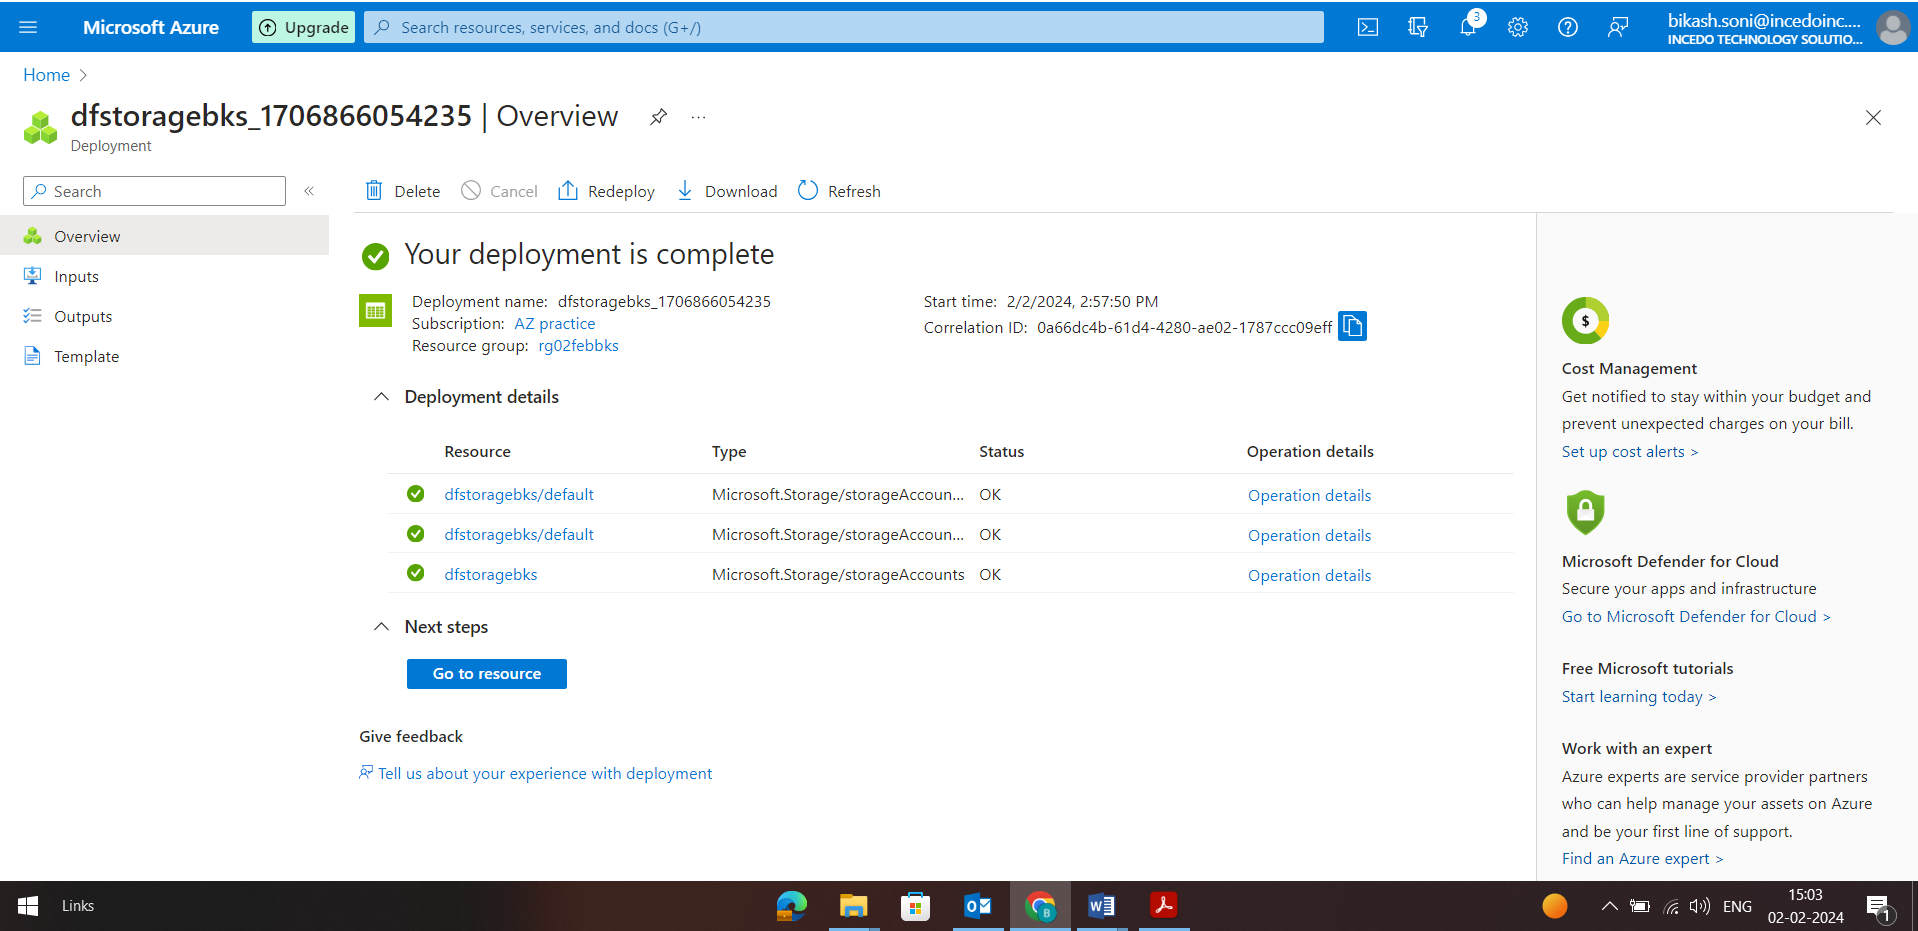 Microsoft Azure
Upgrade
Search resources, services, and docs (G+/)
3
bikash.soni@incedoinc....
INCEDO TECHNOLOGY SOLUTIO...
Home
dfstoragebks_1706866054235 | Overview
Deployment
Search
Delete
Cancel
Redeploy
Download
Refresh
Overview
Inputs
Outputs
Template
Your deployment is complete
Deployment name: dfstoragebks_1706866054235
Subscription: AZ practice
Resource group: rg02febbks
Start time: 2/2/2024, 2:57:50 PM
Correlation ID: 0a66dc4b-61d4-4280-ae02-1787ccc09eff
Deployment details
Resource Type Status Operation details
dfstoragebks/default Microsoft.Storage/storageAccoun... OK Operation details
dfstoragebks/default Microsoft.Storage/storageAccoun... OK Operation details
dfstoragebks Microsoft.Storage/storageAccounts OK Operation details
Next steps
Go to resource
Give feedback
Tell us about your experience with deployment
$
Cost Management
Get notified to stay within your budget and
prevent unexpected charges on your bill.
Set up cost alerts >
Microsoft Defender for Cloud
Secure your apps and infrastructure
Go to Microsoft Defender for Cloud >
Free Microsoft tutorials
Start learning today >
Work with an expert
Azure experts are service provider partners
who can help manage your assets on Azure
and be your first line of support.
Find an Azure expert >
Links
B
ENG
15:03
02-02-2024
1